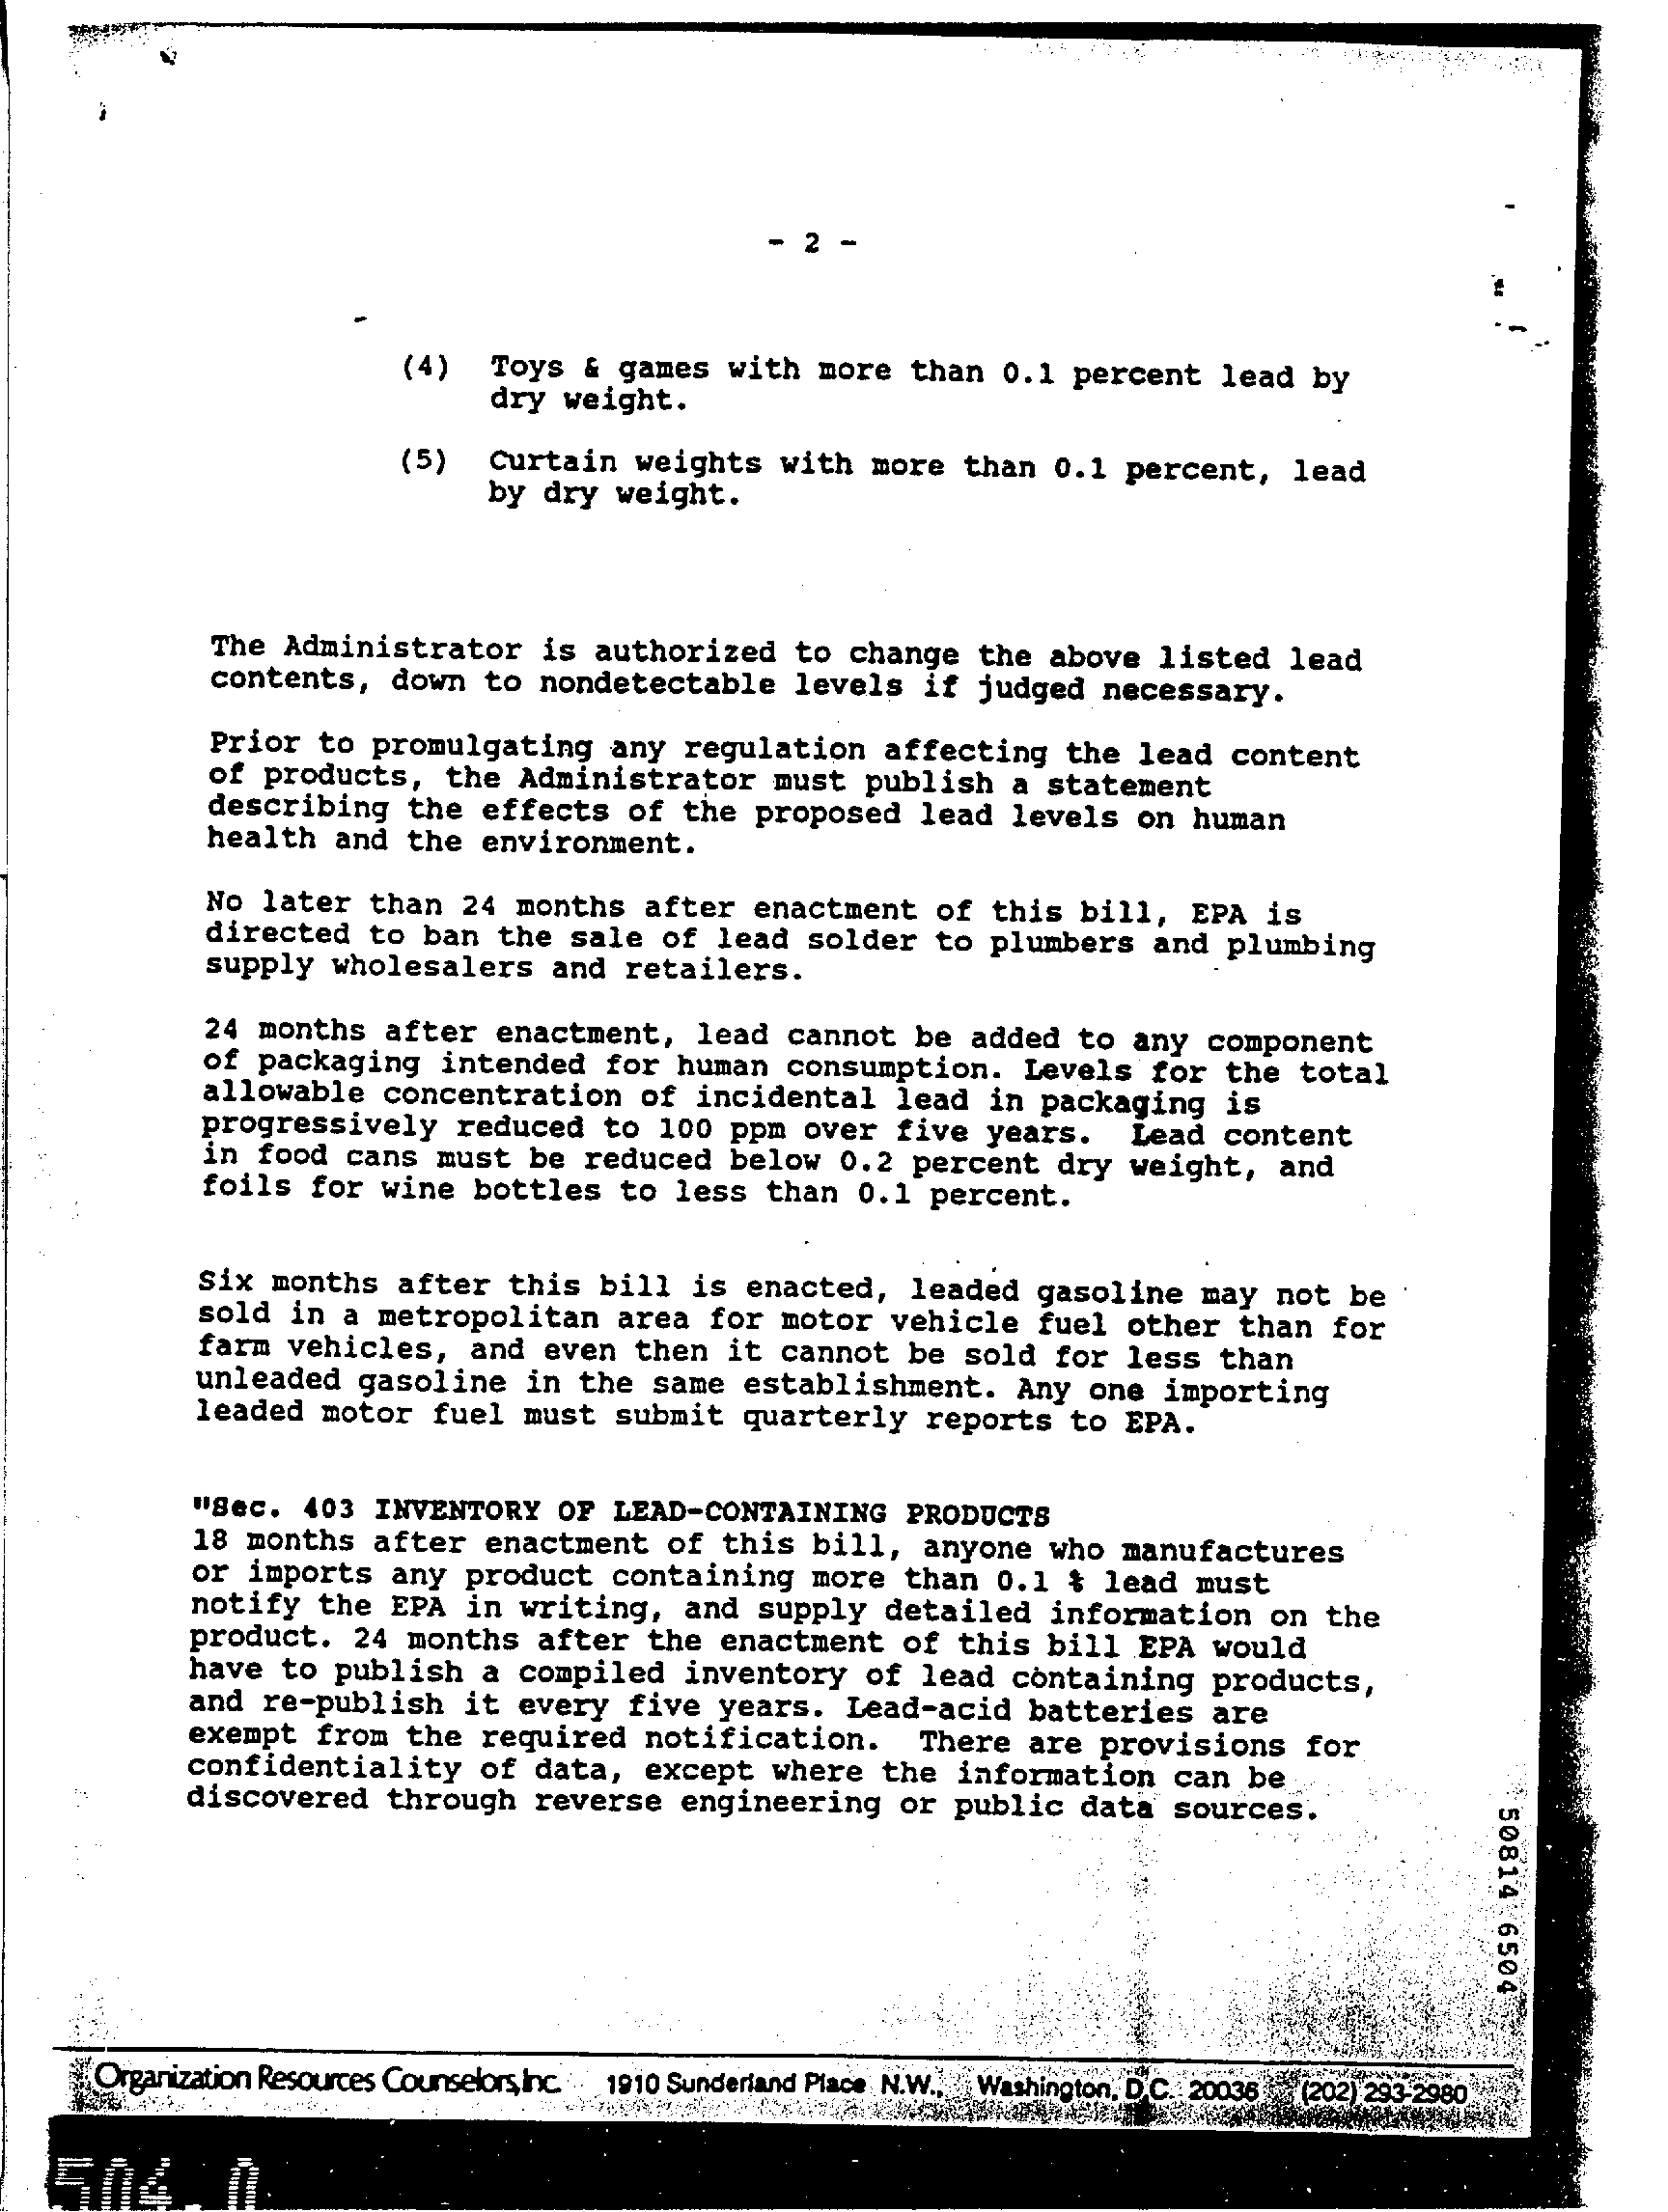 - 2 -
(4) Toys & games with more than 0.1 percent lead by
dry weight.
(5) Curtain weights with more than 0.1 percent, lead
by dry weight.
The Administrator is authorized to change the above listed lead
contents, down to nondetectable levels if judged necessary.
Prior to promulgating any regulation affecting the lead content
of products, the Administrator must publish a statement
describing the effects of the proposed lead levels on human
health and the environment.
No later than 24 months after enactment of this bill, EPA is
directed to ban the sale of lead solder to plumbers and plumbing
supply wholesalers and retailers.
24 months after enactment, lead cannot be added to any component
of packaging intended for human consumption. Levels for the total
allowable concentration of incidental lead in packaging is
progressively reduced to 100 ppm over five years. Lead content
in food cans must be reduced below 0.2 percent dry weight, and
foils for wine bottles to less than 0.1 percent.
Six months after this bill is enacted, leaded gasoline may not be
sold in a metropolitan area for motor vehicle fuel other than for
farm vehicles, and even then it cannot be sold for less than
unleaded gasoline in the same establishment. Any one importing
leaded motor fuel must submit quarterly reports to EPA.
"Sec. 403 INVENTORY OF LEAD-CONTAINING PRODUCTS
18 months after enactment of this bill, anyone who manufactures
or imports any product containing more than 0.1 % lead must
notify the EPA in writing, and supply detailed information on the
product. 24 months after the enactment of this bill EPA would
have to publish a compiled inventory of lead containing products,
and re-publish it every five years. Lead-acid batteries are
exempt from the required notification. There are provisions for
confidentiality of data, except where the information can be
discovered through reverse engineering or public data sources.
50814 6504
Organization Resources Counselors, Inc. 1910 Sunderland Place N.W., Washington, D.C. 20036 (202) 293-2980